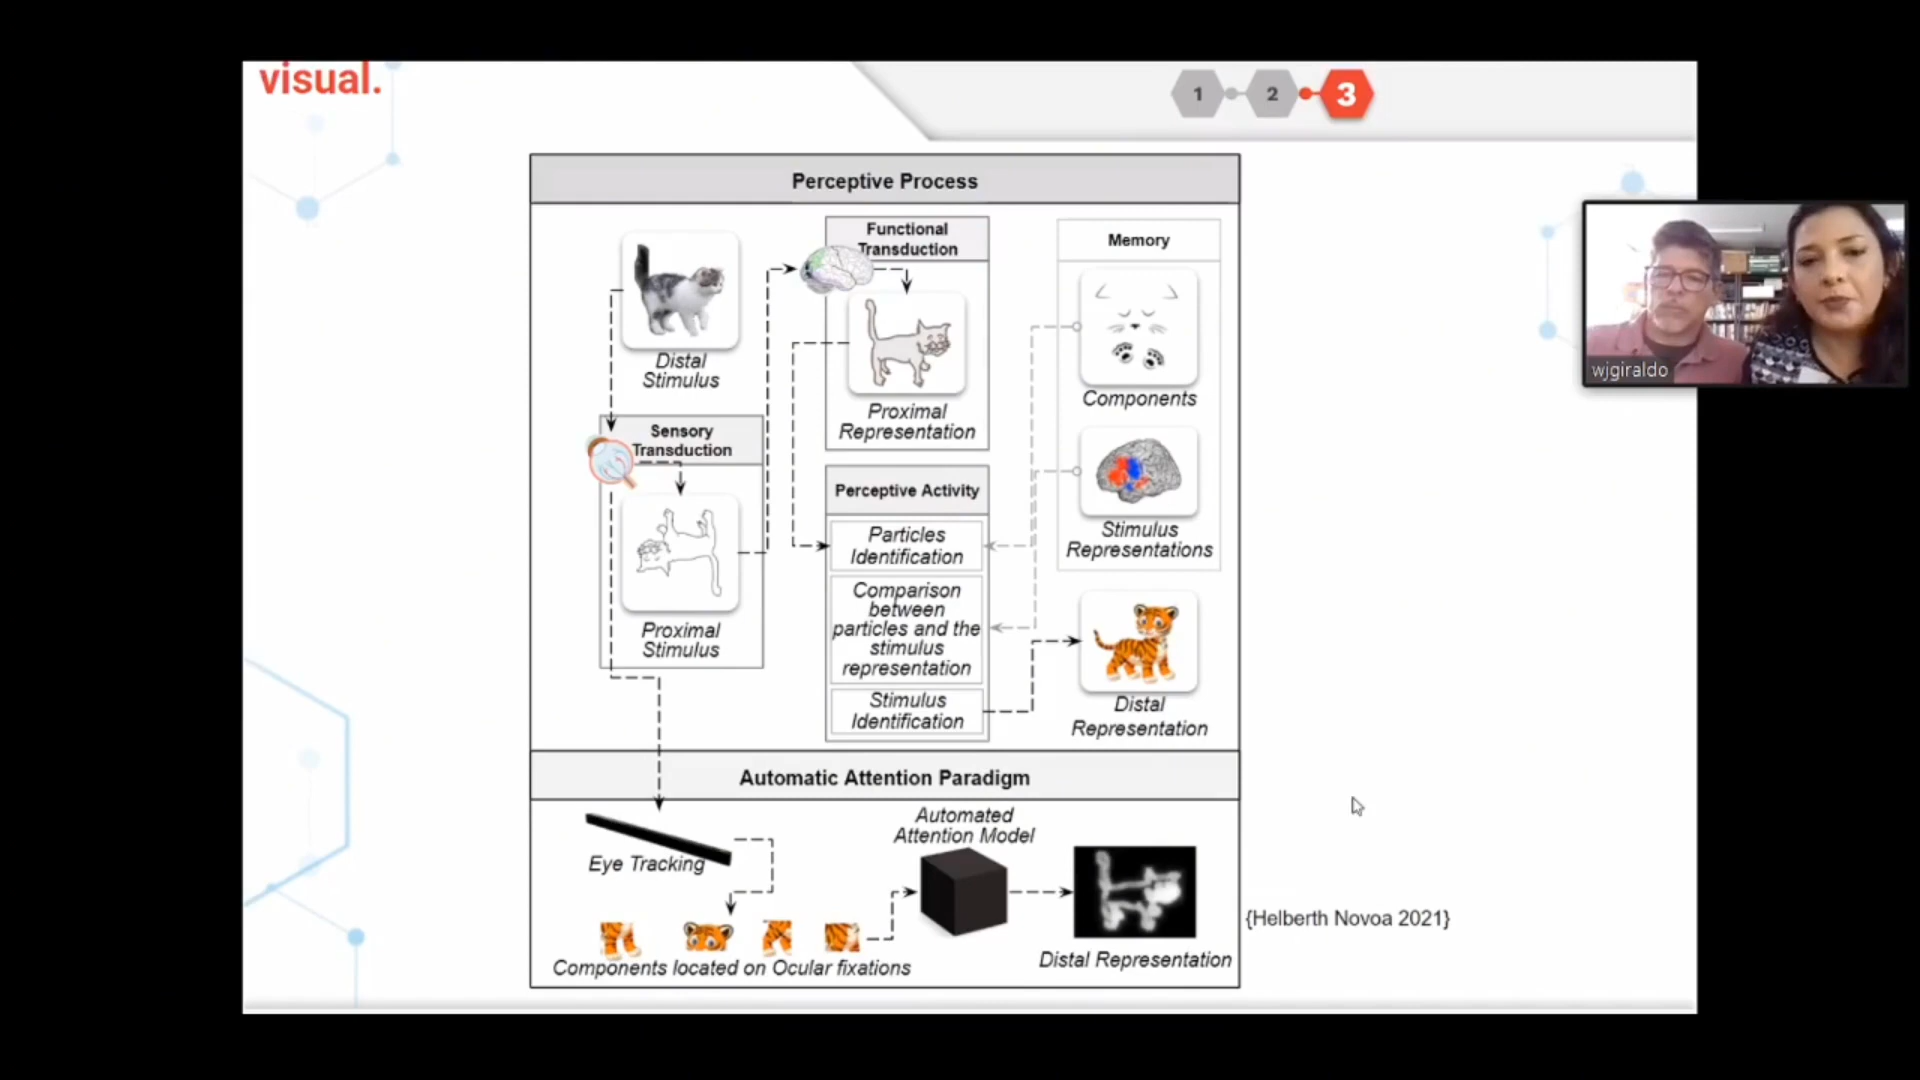 visual.
1
2
3
Perceptive Process
Distal
Stimulus
Sensory
Transduction
Proximal
Stimulus
Functional
Transduction
Proximal
Representation
Perceptive Activity
Particles
Identification
Comparison
between
particles and the
stimulus
representation
Stimulus
Identification
Memory
Components
Stimulus
Representations
Distal
Representation
Automatic Attention Paradigm
Eye Tracking
Components located on Ocular fixations
Automated
Attention Model
Distal Representation
{Helberth Novoa 2021}
wjgiraldo